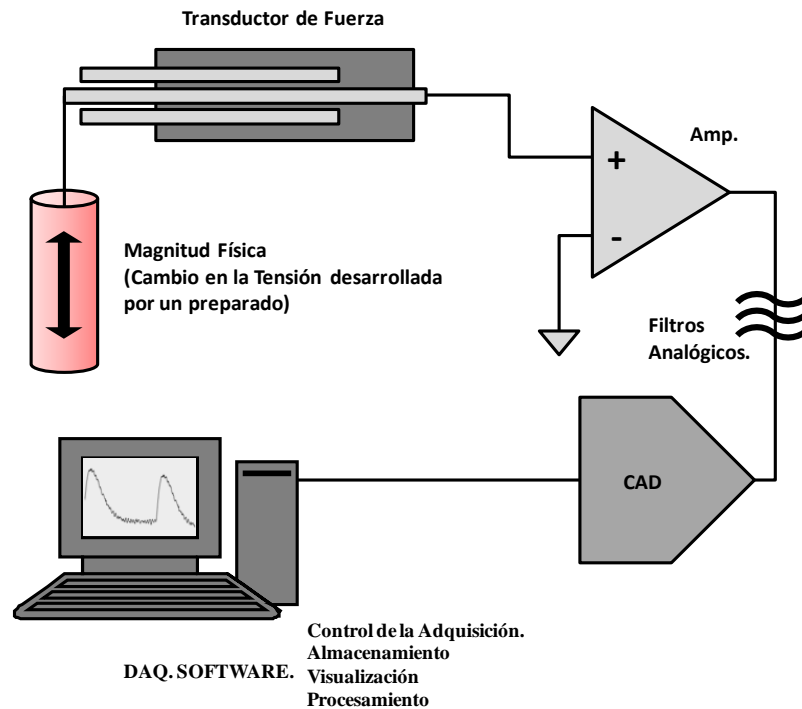 Transductor de Fuerza
Amp.
+
-
Magnitud Física
(Cambio en la Tensión desarrollada
por un preparado)
Filtros
Analógicos.
CAD
Control de la Adquisición.
Almacenamiento
DAQ. SOFTWARE.
Visualización
Procesamiento